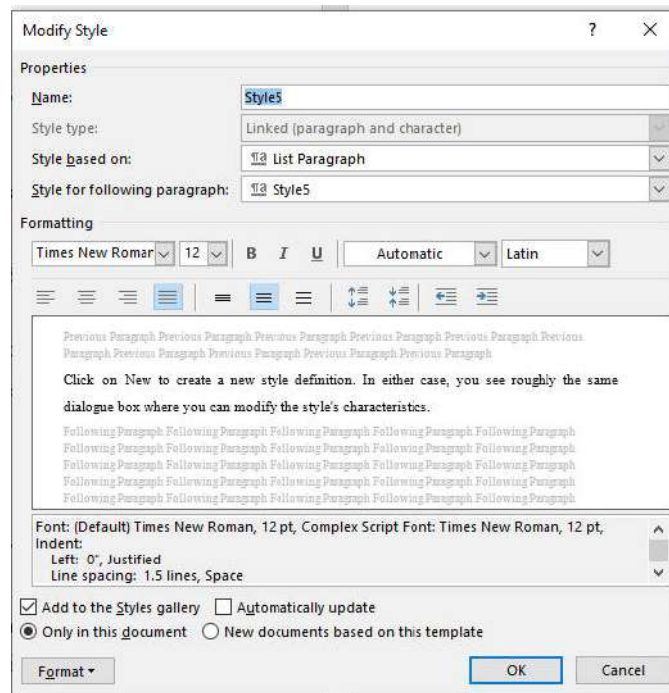 Modify Style ? X
Properties
Name: Style5
Style type: Linked (paragraph and character)
Style based on: ¶a List Paragraph
Style for following paragraph: ¶a Style5
Formatting
Times New Roman 12 B I U Automatic Latin
Previous Paragraph Previous Paragraph Previous Paragraph Previous Paragraph Previous Paragraph Previous
Paragraph Previous Paragraph Previous Paragraph Previous Paragraph Previous Paragraph
Click on New to create a new style definition. In either case, you see roughly the same
dialogue box where you can modify the style's characteristics.
Following Paragraph Following Paragraph Following Paragraph Following Paragraph Following Paragraph
Following Paragraph Following Paragraph Following Paragraph Following Paragraph Following Paragraph
Following Paragraph Following Paragraph Following Paragraph Following Paragraph Following Paragraph
Following Paragraph Following Paragraph Following Paragraph Following Paragraph Following Paragraph
Following Paragraph Following Paragraph Following Paragraph Following Paragraph Following Paragraph
Font: (Default) Times New Roman, 12 pt, Complex Script Font: Times New Roman, 12 pt,
Indent:
Left: 0", Justified
Line spacing: 1.5 lines, Space
Add to the Styles gallery Automatically update
Only in this document New documents based on this template
Format OK Cancel